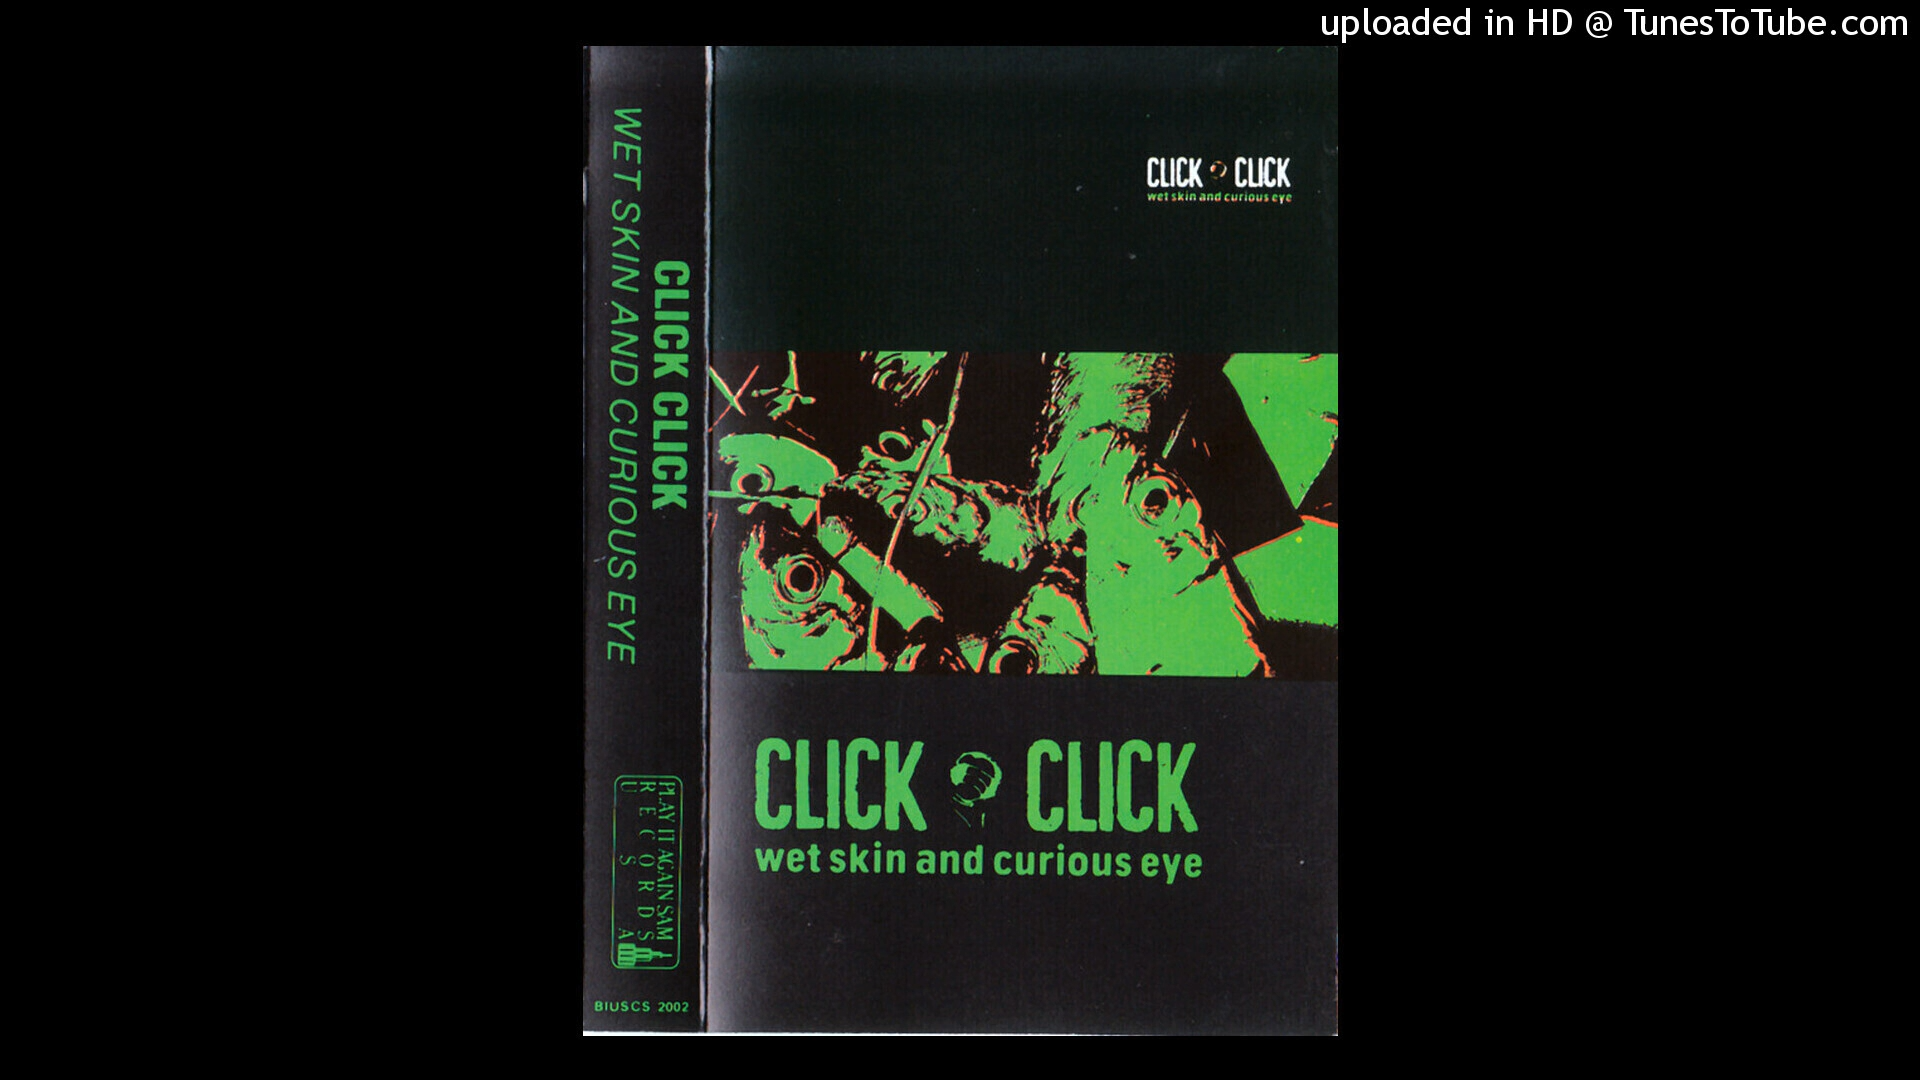 uploaded in HD @ TunesToTube.com
WET SKIN AND CURIOUS EYE
CLICK CLICK
PLAY IT AGAIN SAM
RECORDS
USA
BIUSCS 2002
CLICK CLICK
wet skin and curious eye
CLICK CLICK
wet skin and curious eye